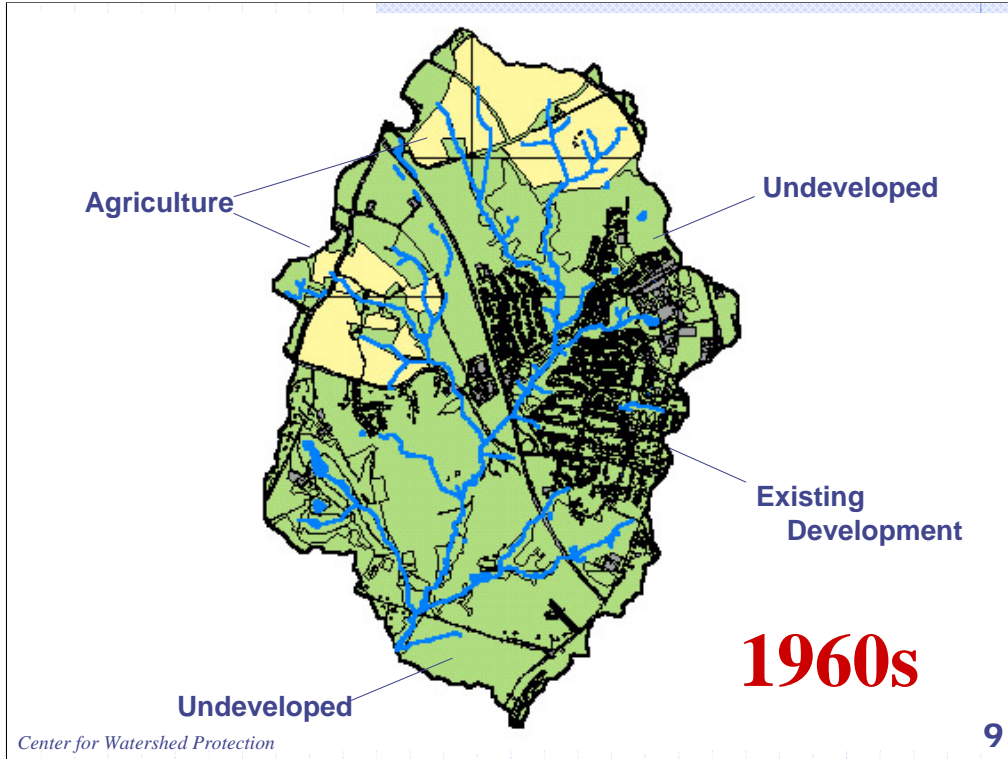 Agriculture
Undeveloped
Existing
Development
1960s
Undeveloped
Center for Watershed Protection
9